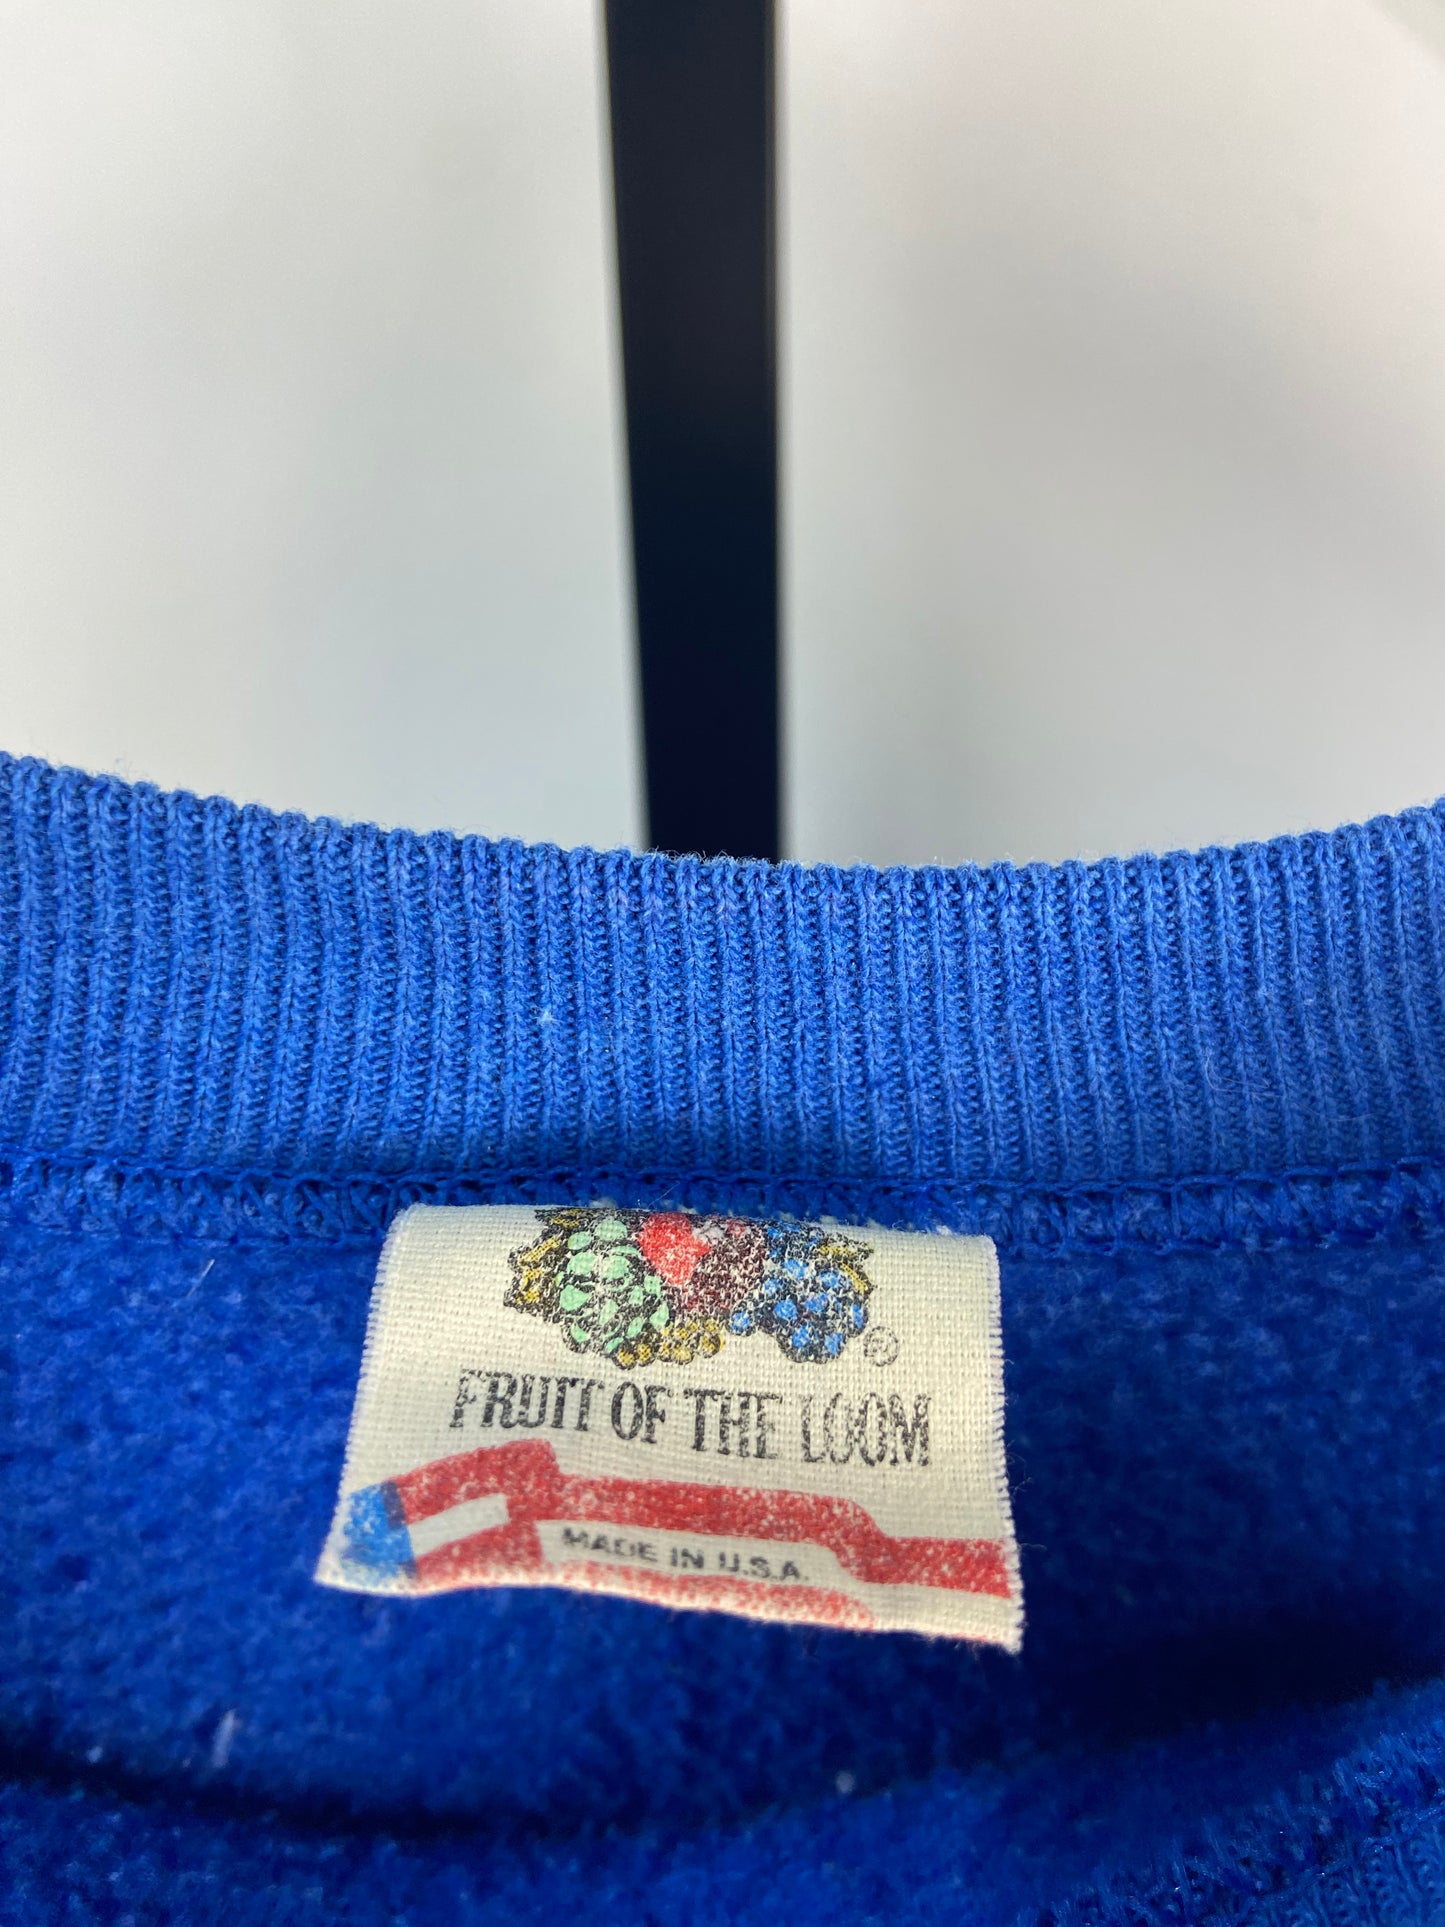 ®
FRUIT OF THE LOOM
MADE IN U.S.A.